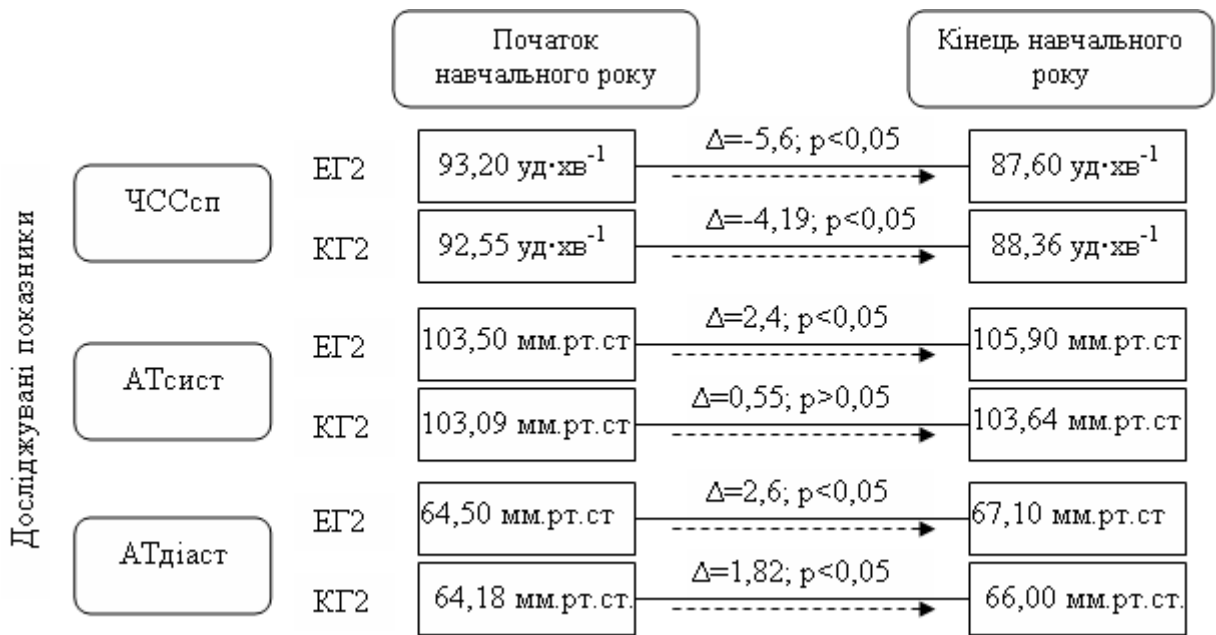 Початок
навчального року
Кінець навчального
року
Досліджувані показники
ЧССсп
ЕГ2
93,20 уд·хв⁻¹
Δ=-5,6; p<0,05
87,60 уд·хв⁻¹
КГ2
92,55 уд·хв⁻¹
Δ=-4,19; p<0,05
88,36 уд·хв⁻¹
АТсист
ЕГ2
103,50 мм.рт.ст
Δ=2,4; p<0,05
105,90 мм.рт.ст
КГ2
103,09 мм.рт.ст
Δ=0,55; p>0,05
103,64 мм.рт.ст
АТдіаст
ЕГ2
64,50 мм.рт.ст
Δ=2,6; p<0,05
67,10 мм.рт.ст
КГ2
64,18 мм.рт.ст.
Δ=1,82; p<0,05
66,00 мм.рт.ст.